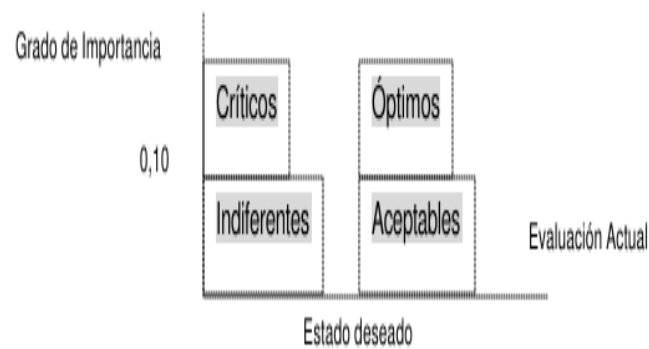 Grado de Importancia
Críticos
Óptimos
0,10
Indiferentes
Aceptables
Evaluación Actual
Estado deseado